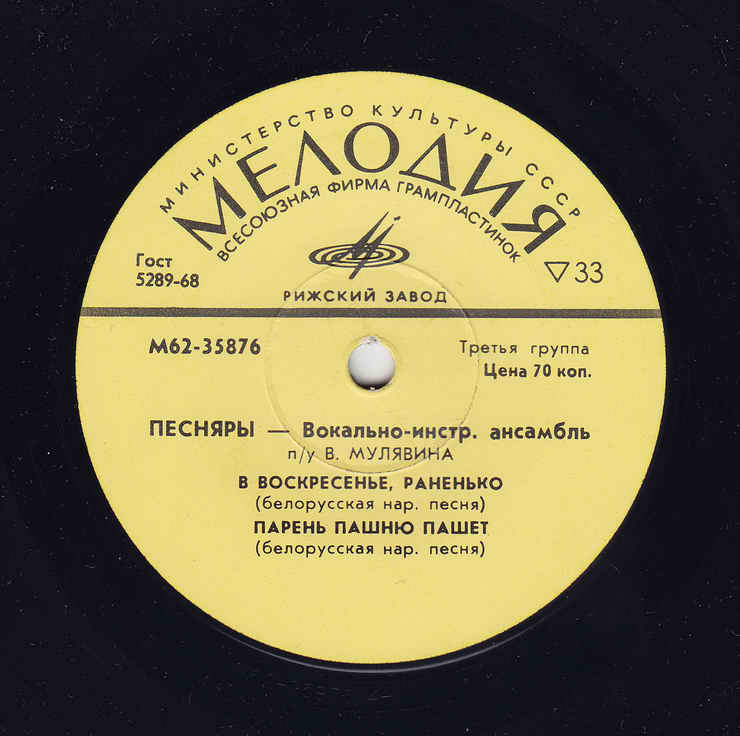 МИНИСТЕРСТВО КУЛЬТУРЫ СССР
МЕЛОДИЯ
ВСЕСОЮЗНАЯ ФИРМА ГРАМПЛАСТИНОК
Гост
5289-68
▽33
РИЖСКИЙ ЗАВОД
М62-35876
Третья группа
Цена 70 коп.
ПЕСНЯРЫ — Вокально-инстр. ансамбль
п/у В. МУЛЯВИНА
В ВОСКРЕСЕНЬЕ, РАНЕНЬКО
(белорусская нар. песня)
ПАРЕНЬ ПАШНЮ ПАШЕТ
(белорусская нар. песня)